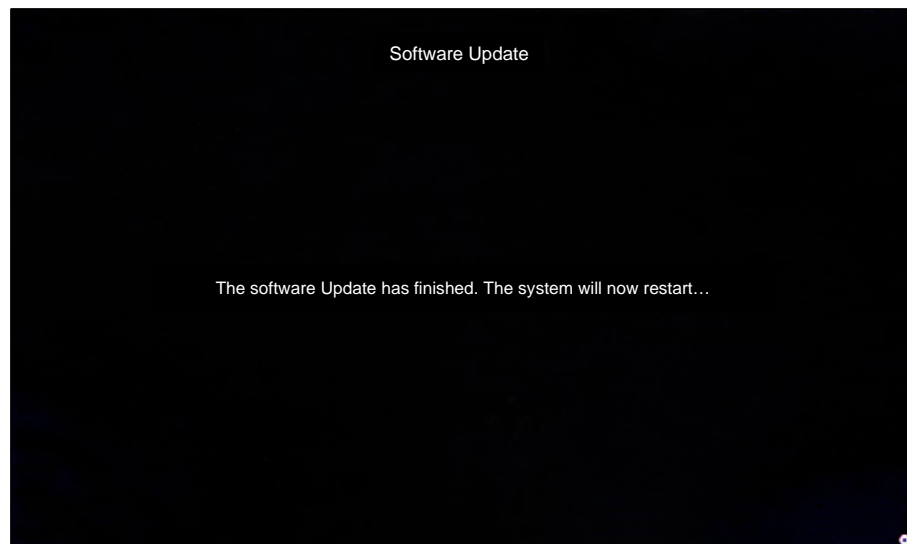 Software Update
The software Update has finished. The system will now restart…